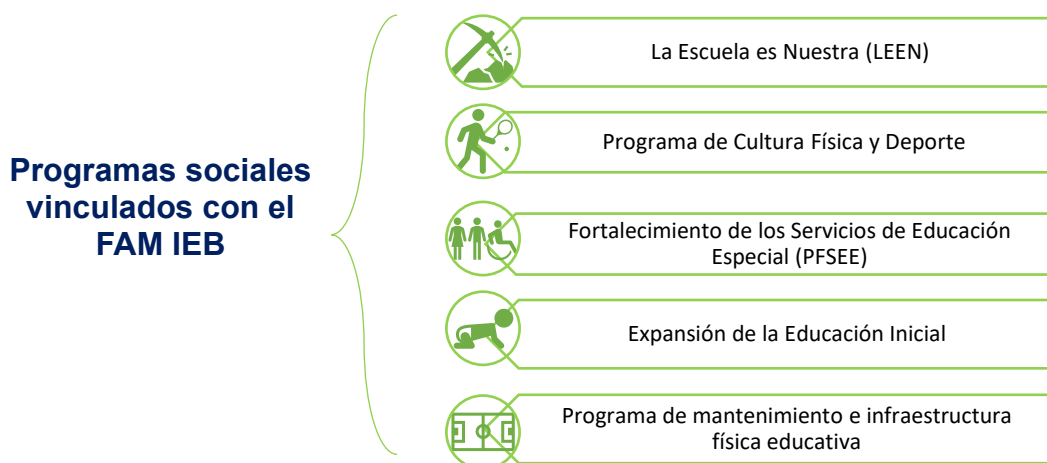 Programas sociales
vinculados con el
FAM IEB
La Escuela es Nuestra (LEEN)
Programa de Cultura Física y Deporte
Fortalecimiento de los Servicios de Educación
Especial (PFSEE)
Expansión de la Educación Inicial
Programa de mantenimiento e infraestructura
física educativa